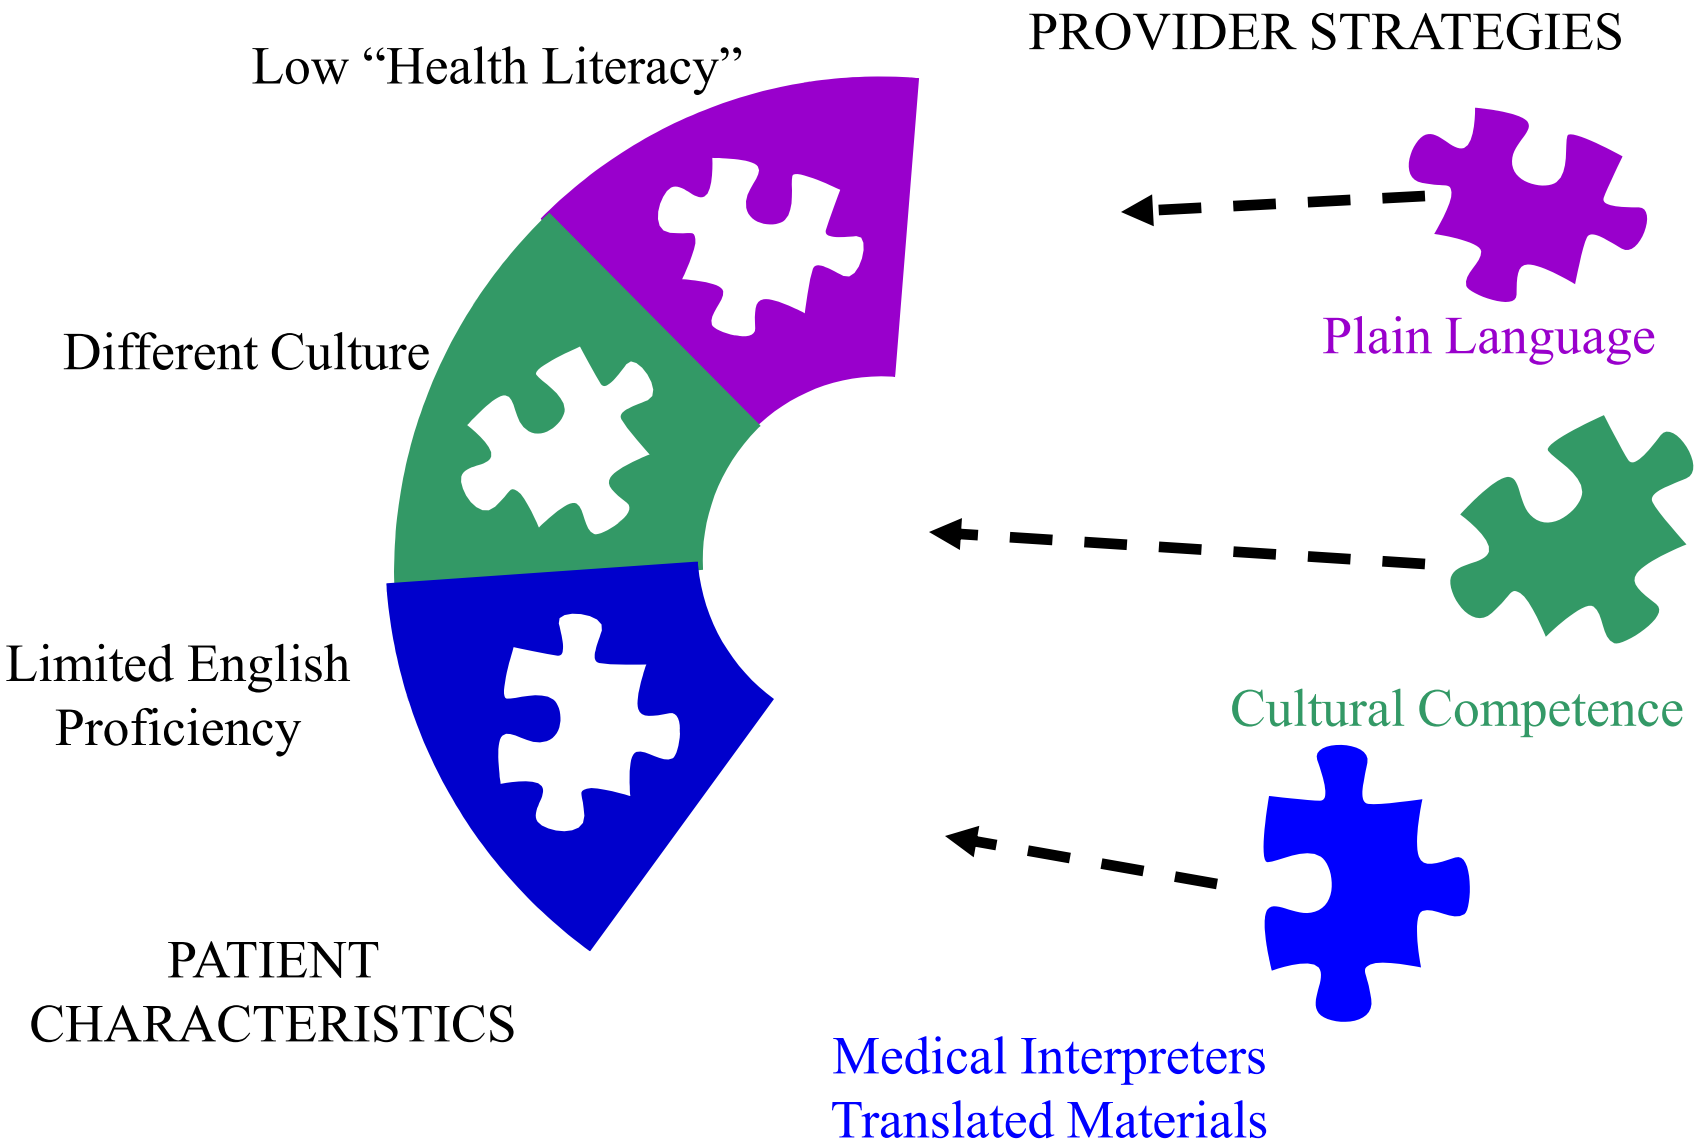 PROVIDER STRATEGIES
Low “Health Literacy”
Plain Language
Different Culture
Limited English
Proficiency
Cultural Competence
PATIENT
CHARACTERISTICS
Medical Interpreters
Translated Materials